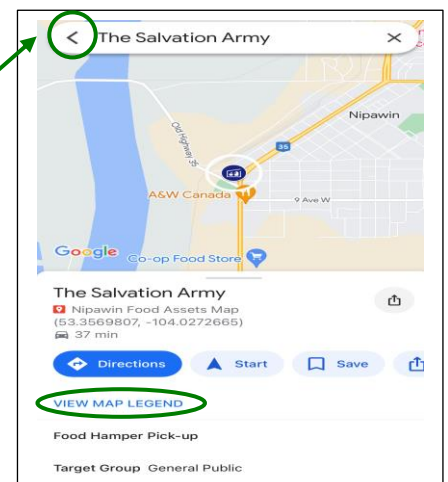 The Salvation Army
Nipawin
Old Highway 35
35
A&W Canada
9 Ave W
Google
Co-op Food Store
The Salvation Army
Nipawin Food Assets Map
(53.3569807, -104.0272665)
37 min
Directions Start Save
VIEW MAP LEGEND
Food Hamper Pick-up
Target Group General Public